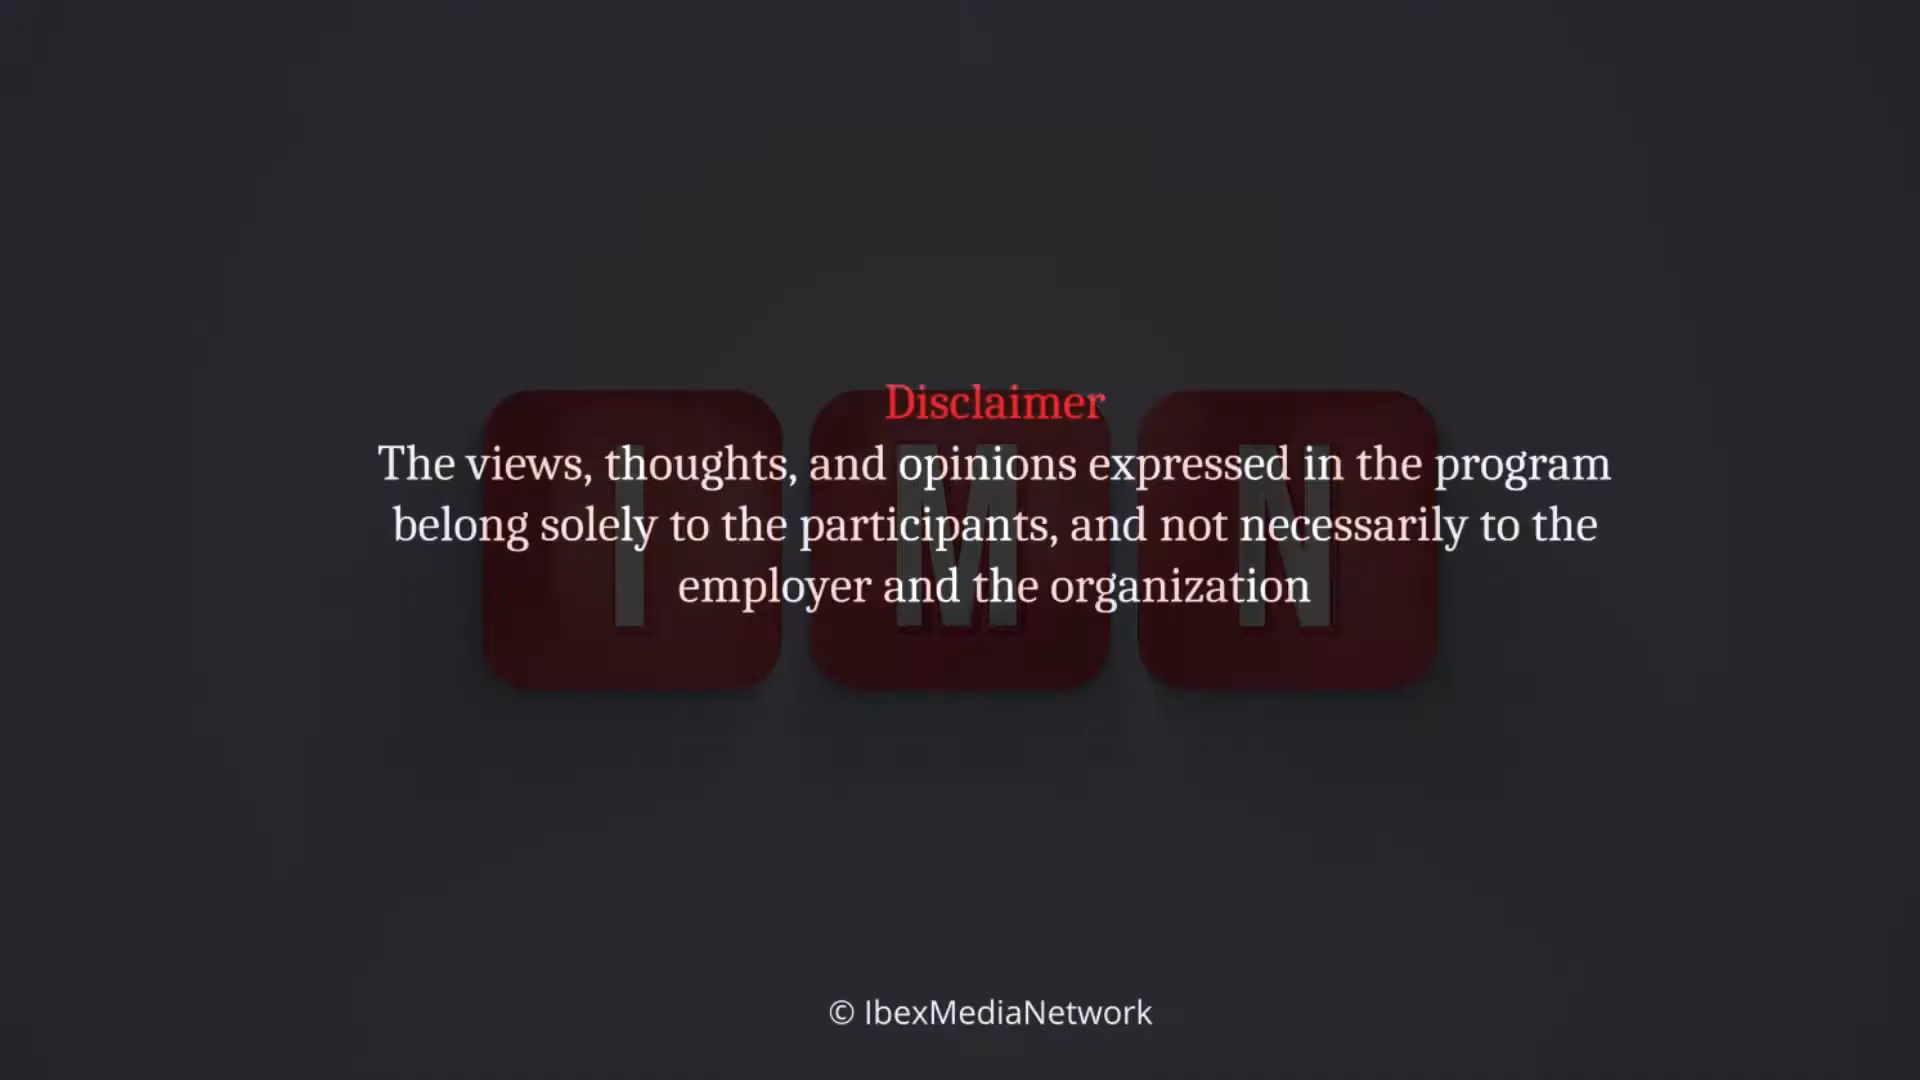 Disclaimer
The views, thoughts, and opinions expressed in the program
belong solely to the participants, and not necessarily to the
employer and the organization
I M N
© IbexMediaNetwork